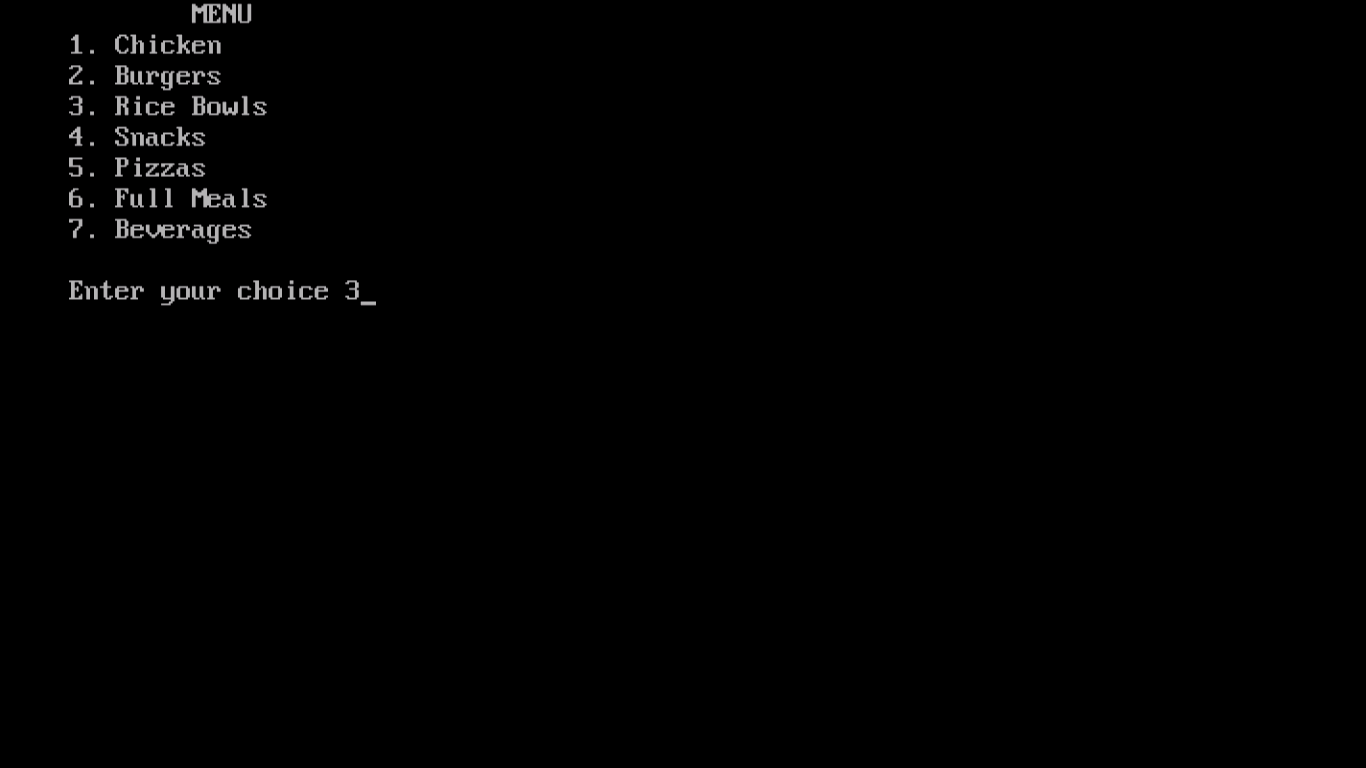 MENU
1. Chicken
2. Burgers
3. Rice Bowls
4. Snacks
5. Pizzas
6. Full Meals
7. Beverages
Enter your choice 3_